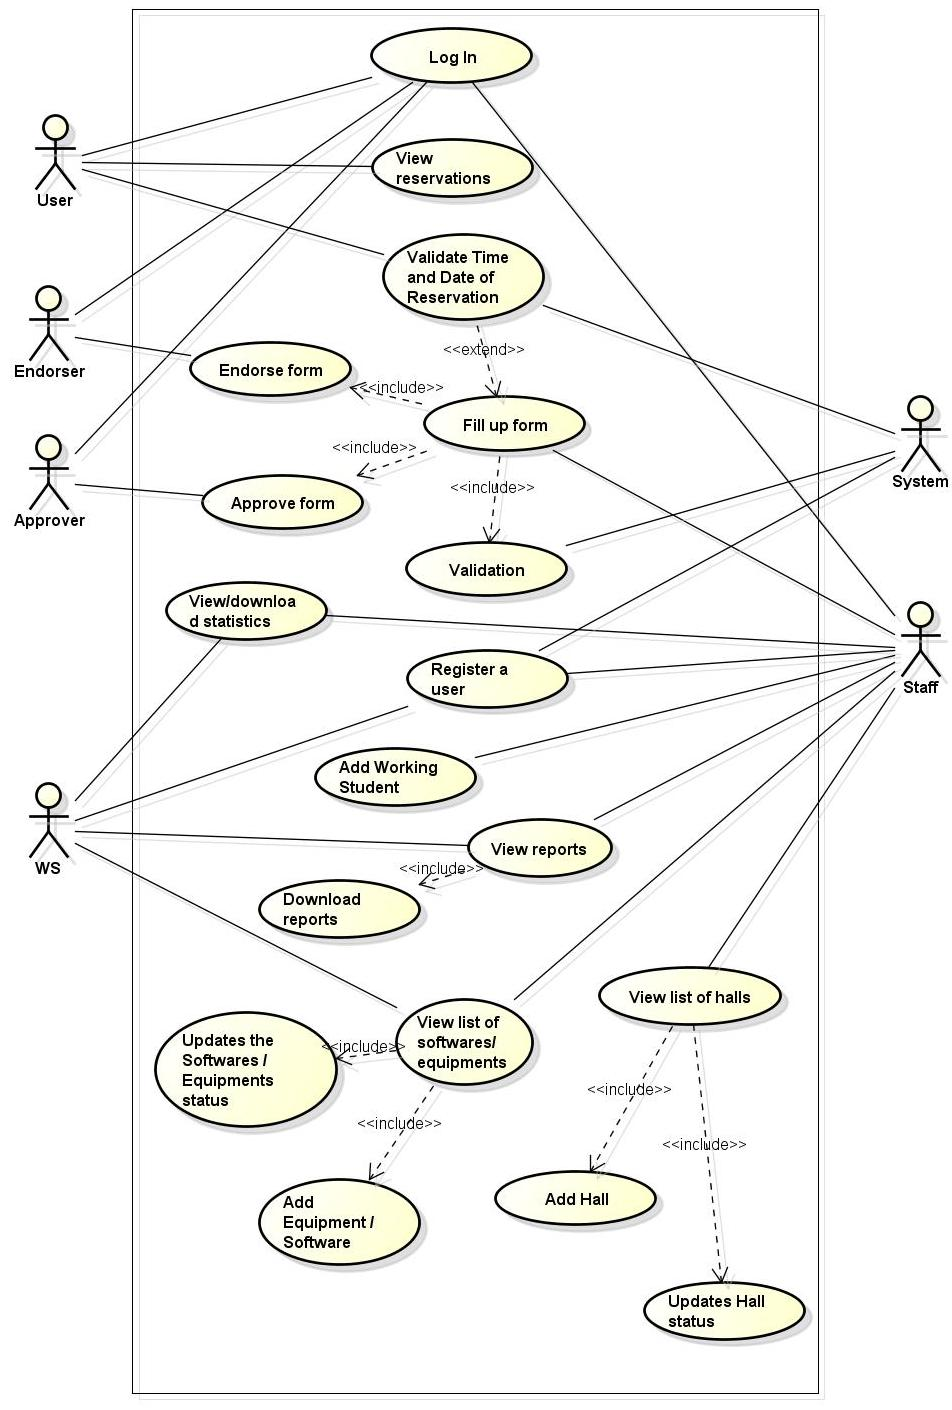 Log In
User
View
reservations
Validate Time
and Date of
Reservation
Endorser
<<extend>>
Endorse form
<<include>>
Fill up form
<<include>>
System
<<include>>
Approve form
Approver
Validation
View/downloa
d statistics
Register a
user
Staff
Add Working
Student
WS
View reports
<<include>>
Download
reports
View list of halls
View list of
softwares/
equipments
<<include>>
Updates the
Softwares /
Equipments
status
<<include>>
<<include>>
<<include>>
Add
Equipment /
Software
Add Hall
Updates Hall
status